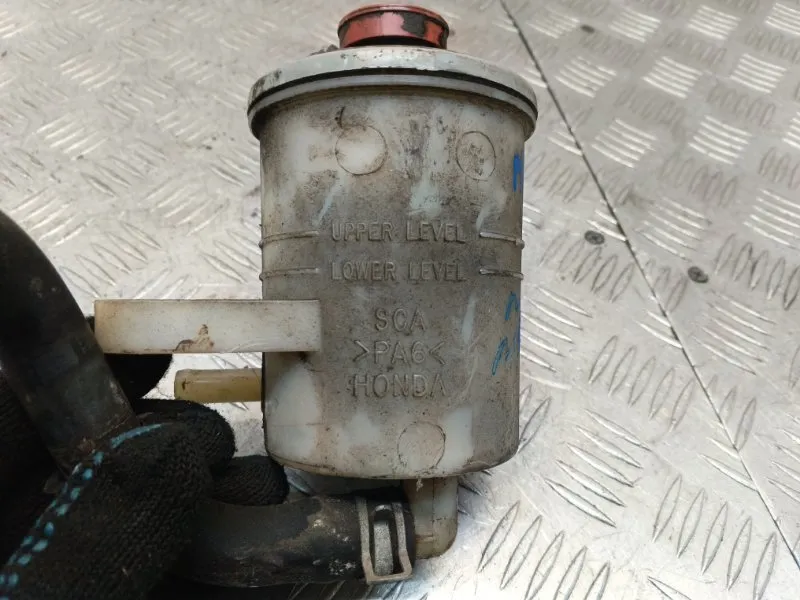 UPPER LEVEL
LOWER LEVEL
SCA
>PA6<
HONDA